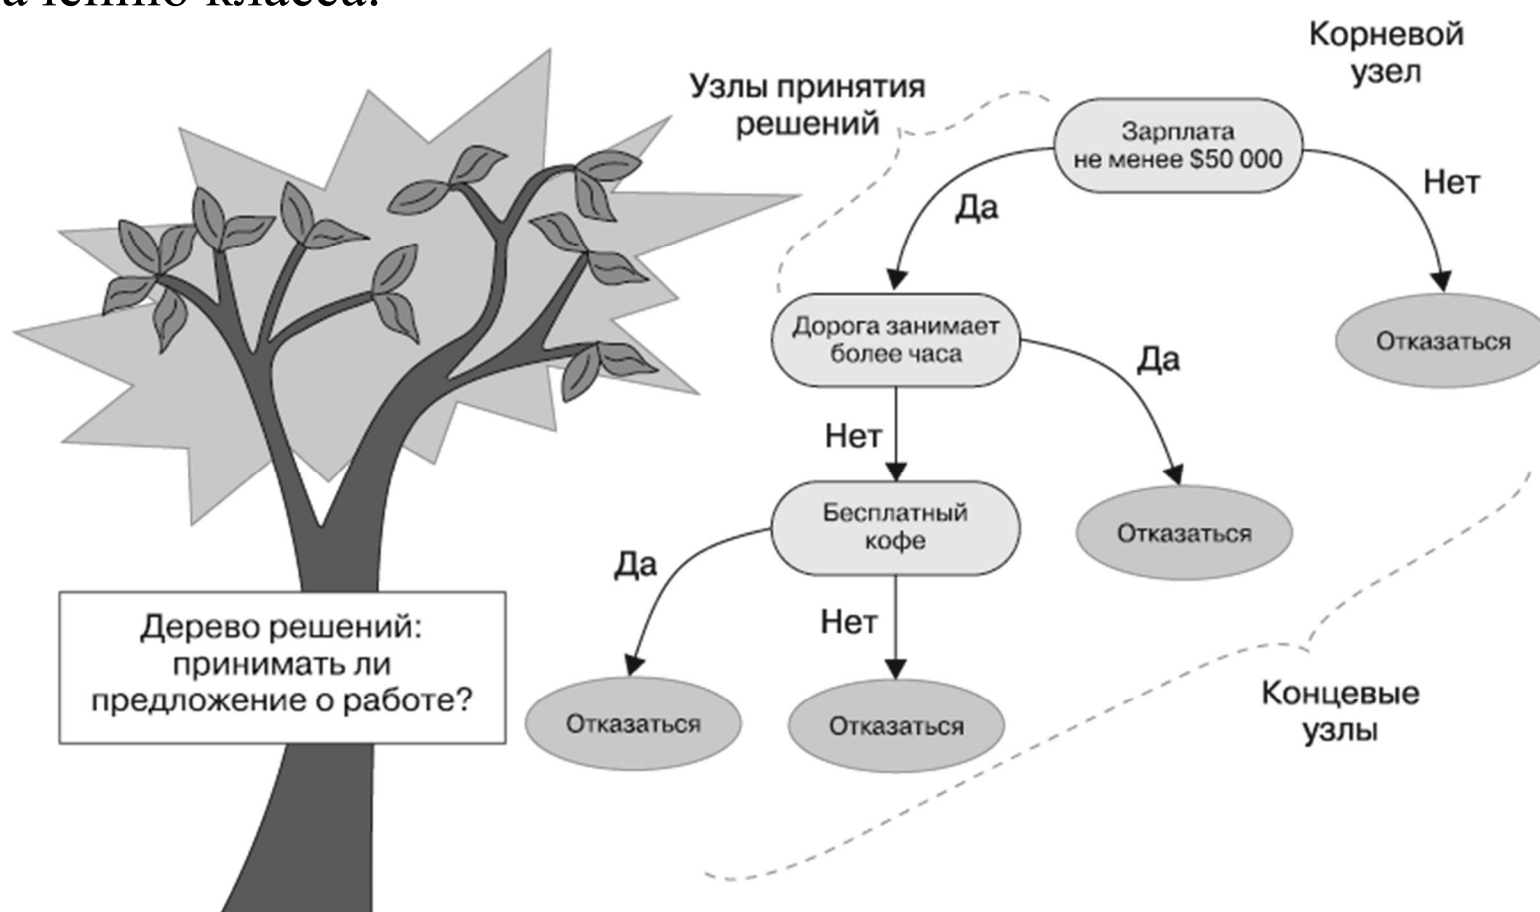 класса.
Корневой
узел
Узлы принятия
решений
Зарплата
не менее $50 000
Да
Нет
Дорога занимает
более часа
Отказаться
Да
Нет
Бесплатный
кофе
Отказаться
Да
Нет
Дерево решений:
принимать ли
предложение о работе?
Отказаться
Отказаться
Концевые
узлы